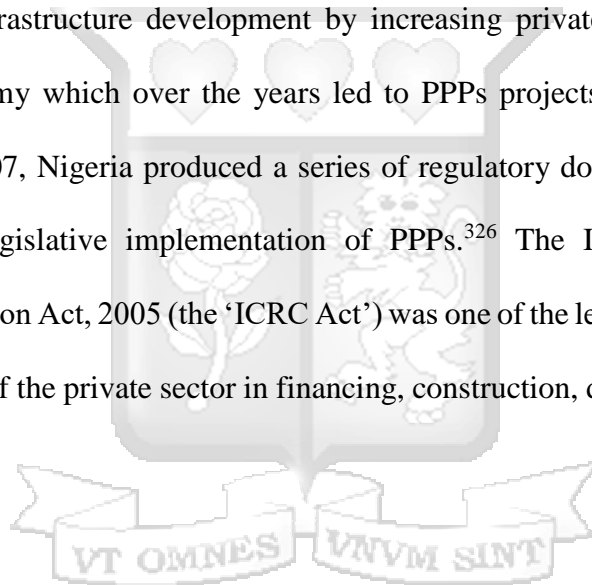 rastructure development by increasing privat
my which over the years led to PPPs projects
07, Nigeria produced a series of regulatory do
gislative implementation of PPPs.³²⁶ The I
on Act, 2005 (the ‘ICRC Act’) was one of the le
f the private sector in financing, construction, o
VT OMNES VNVM SINT